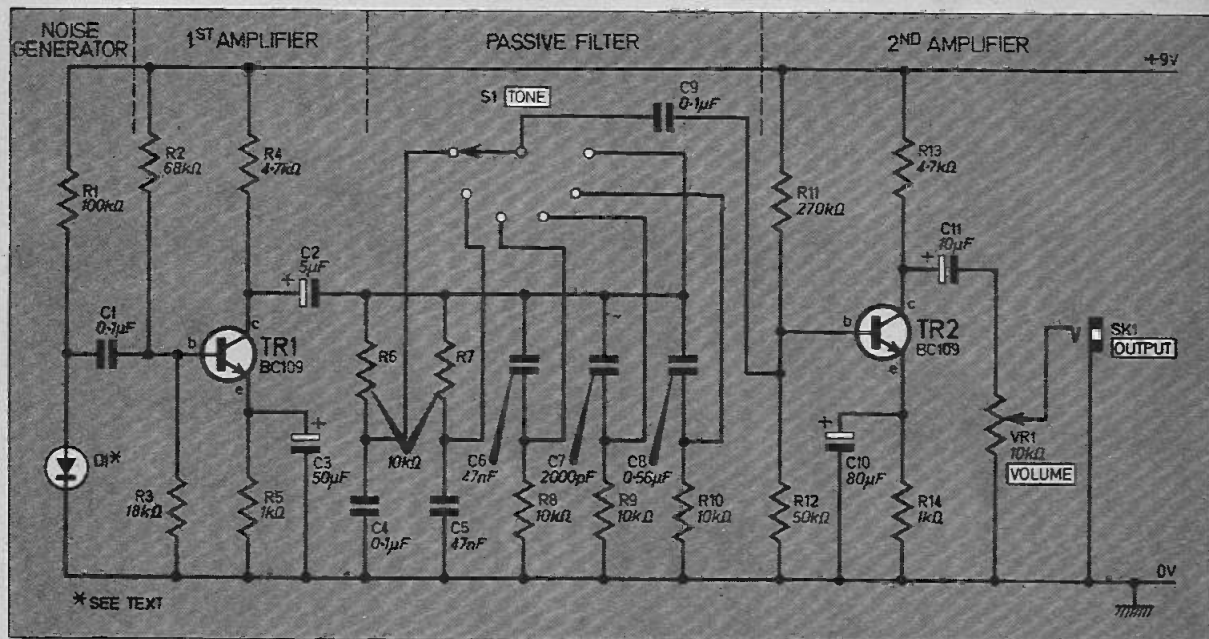 NOISE
GENERATOR
1ST AMPLIFIER
PASSIVE FILTER
2ND AMPLIFIER
+9V
S1 TONE
C9
0·1µF
R1
100kΩ
R2
68kΩ
R4
4·7kΩ
R11
270kΩ
R13
4·7kΩ
C2
5µF
+
C11
10µF
+
C1
0·1µF
b
c
e
TR1
BC109
R6
R7
10kΩ
b
c
e
TR2
BC109
SK1
OUTPUT
D1*
R3
18kΩ
R5
1kΩ
+
C3
50µF
C4
0·1µF
C5
47nF
C6
47nF
C7
2000pF
C8
0·56µF
R8
10kΩ
R9
10kΩ
R10
10kΩ
R12
50kΩ
+
C10
80µF
R14
1kΩ
VR1
10kΩ
VOLUME
0V
* SEE TEXT